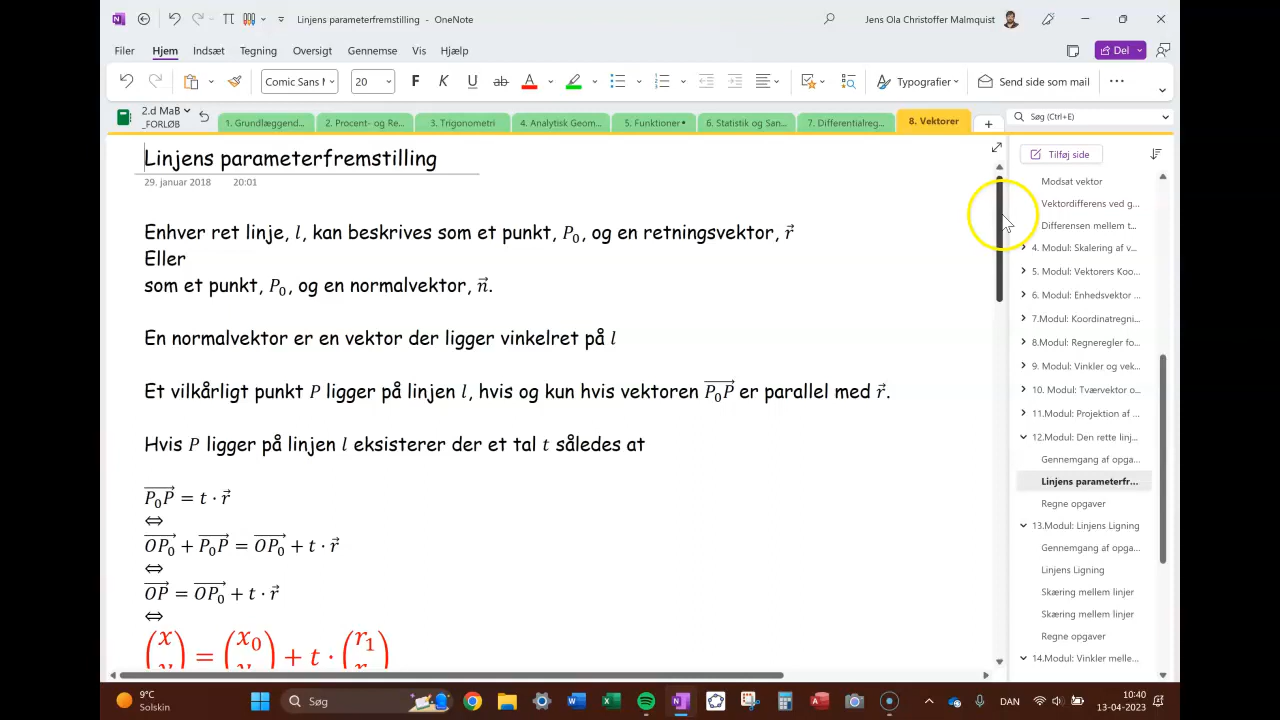 Linjens parameterfremstilling - OneNote
Jens Ola Christoffer Malmquist
Filer Hjem Indsæt Tegning Oversigt Gennemse Vis Hjælp
Del
Comic Sans M 20 F K U ab A Typografier Send side som mail
2.d MaB _FORLØB
1. Grundlæggend... 2. Procent- og Re... 3. Trigonometri 4. Analytisk Geom... 5. Funktioner 6. Statistik og San... 7. Differentialreg... 8. Vektorer + Søg (Ctrl+E)
Linjens parameterfremstilling
29. januar 2018 20:01
Enhver ret linje, l, kan beskrives som et punkt, P₀, og en retningsvektor, r⃗
Eller
som et punkt, P₀, og en normalvektor, n⃗.
En normalvektor er en vektor der ligger vinkelret på l
Et vilkårligt punkt P ligger på linjen l, hvis og kun hvis vektoren P₀P⃗ er parallel med r⃗.
Hvis P ligger på linjen l eksisterer der et tal t således at
P₀P⃗ = t · r⃗
⇔
OP₀⃗ + P₀P⃗ = OP₀⃗ + t · r⃗
⇔
OP⃗ = OP₀⃗ + t · r⃗
⇔
(x) = (x₀) + t · (r₁)
Tilføj side
Modsat vektor
Vektordifferens ved g...
Differensen mellem t...
4. Modul: Skalering af v...
5. Modul: Vektorers Koo...
6. Modul: Enhedsvektor ...
7.Modul: Koordinatregni...
8.Modul: Regneregler fo...
9. Modul: Vinkler og vek...
10. Modul: Tværvektor o...
11.Modul: Projektion af ...
12.Modul: Den rette linj...
Gennemgang af opga...
Linjens parameterfr...
Regne opgaver
13.Modul: Linjens Ligning
Gennemgang af opga...
Linjens Ligning
Skæring mellem linjer
Skæring mellem linjer
Regne opgaver
14.Modul: Vinkler melle...
9°C
Solskin
Søg
DAN
10:40
13-04-2023